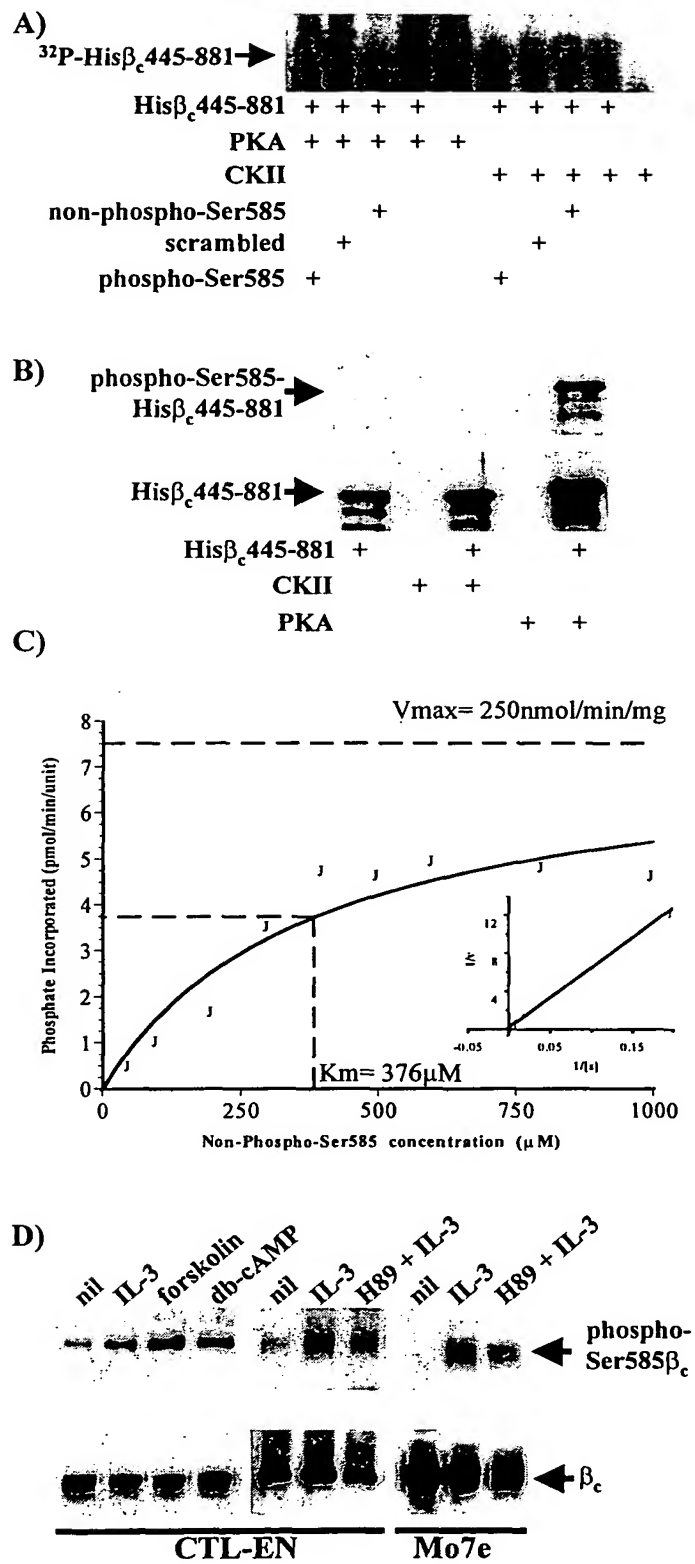 A)
³²P-Hisβc445-881
Hisβc445-881 + + + + + + + +
PKA + + + + +
CKII + + + + +
non-phospho-Ser585 + +
scrambled + +
phospho-Ser585 + +
B)
phospho-Ser585-
Hisβc445-881
Hisβc445-881
Hisβc445-881 + + +
CKII + +
PKA + +
C)
Vmax= 250nmol/min/mg
Phosphate Incorporated (pmol/min/unit)
8
7
6
5
4
3
2
1
0
J J J J J J J J J
Km= 376μM
1/v
12
8
4
-0.05 0.05 0.15
1/[s]
0 250 500 750 1000
Non-Phospho-Ser585 concentration (μM)
D)
nil IL-3 forskolin db-cAMP nil IL-3 H89 + IL-3 nil IL-3 H89 + IL-3
phospho-
Ser585βc
βc
CTL-EN Mo7e